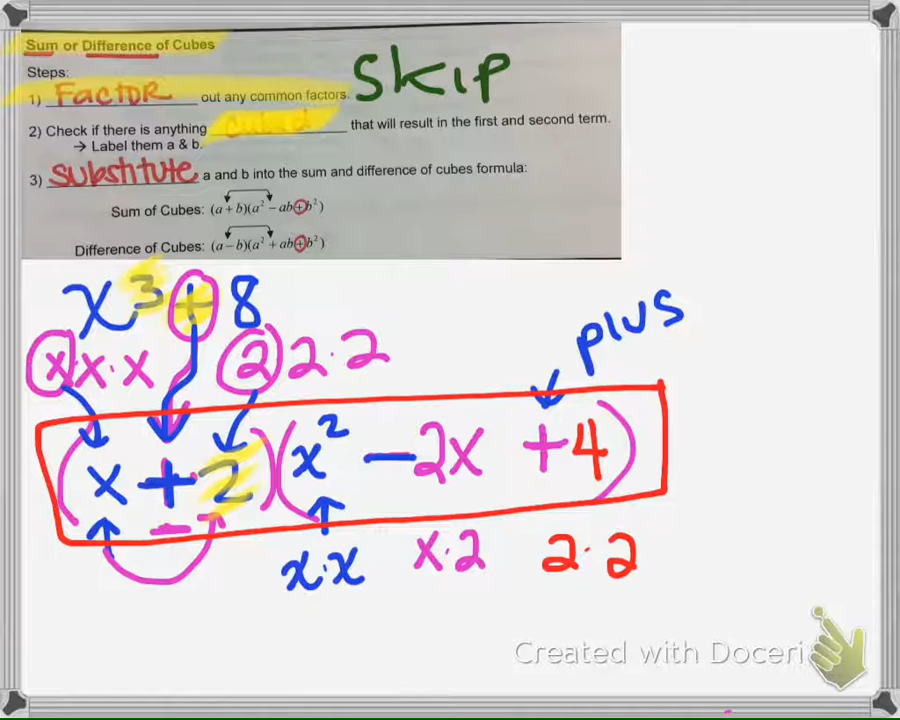 Sum or Difference of Cubes
Steps:
1) Factor out any common factors. Skip
2) Check if there is anything cubed that will result in the first and second term.
→ Label them a & b.
3) substitute a and b into the sum and difference of cubes formula:
Sum of Cubes: (a + b)(a² − ab + b²)
Difference of Cubes: (a − b)(a² + ab + b²)
x³ + 8
x·x·x 2 2·2
plus
(x + 2)(x² − 2x + 4)
x·x x·2 2·2
Created with Doceri